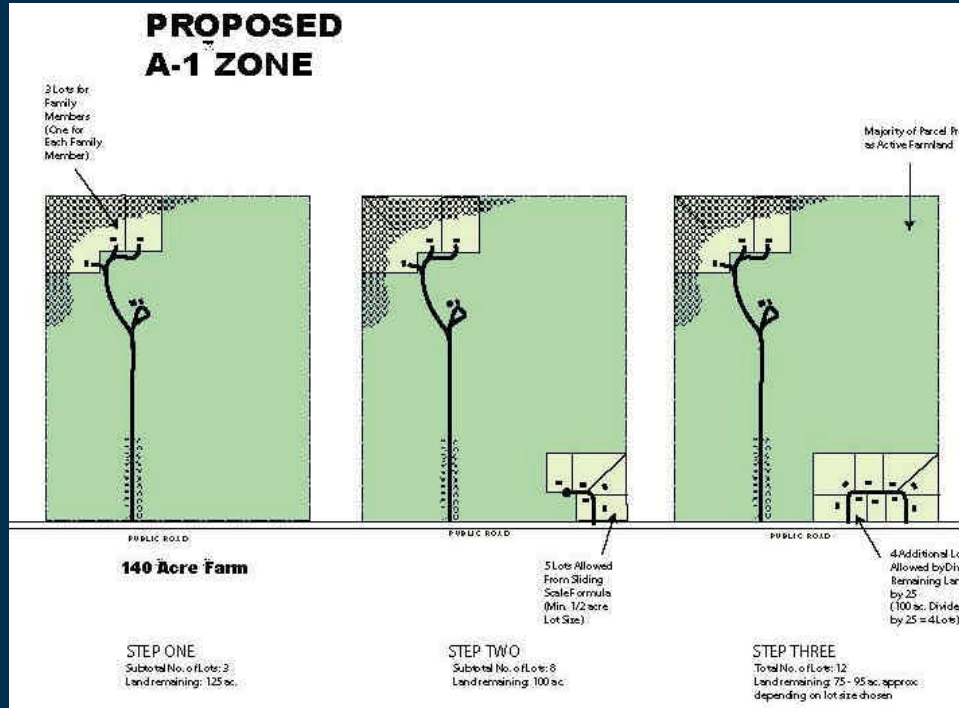 PROPOSED
A-1 ZONE
3 Lots for
Family
Members
(One for
Each Family
Member)
Majority of Parcel Pr
as Active Farmland
PUBLIC ROAD
PUBLIC ROAD
PUBLIC ROAD
140 Acre Farm
5 Lots Allowed
From Sliding
Scale Formula
(Min. 1/2 acre
Lot Size)
4 Additional Lo
Allowed by Div
Remaining Lan
by 25
(100 ac. Divide
by 25 = 4 Lots)
STEP ONE
Subtotal No. of Lots: 3
Land remaining: 125 ac.
STEP TWO
Subtotal No. of Lots: 8
Land remaining: 100 ac
STEP THREE
Total No. of Lots: 12
Land remaining: 75 - 95 ac. approx
depending on lot size chosen